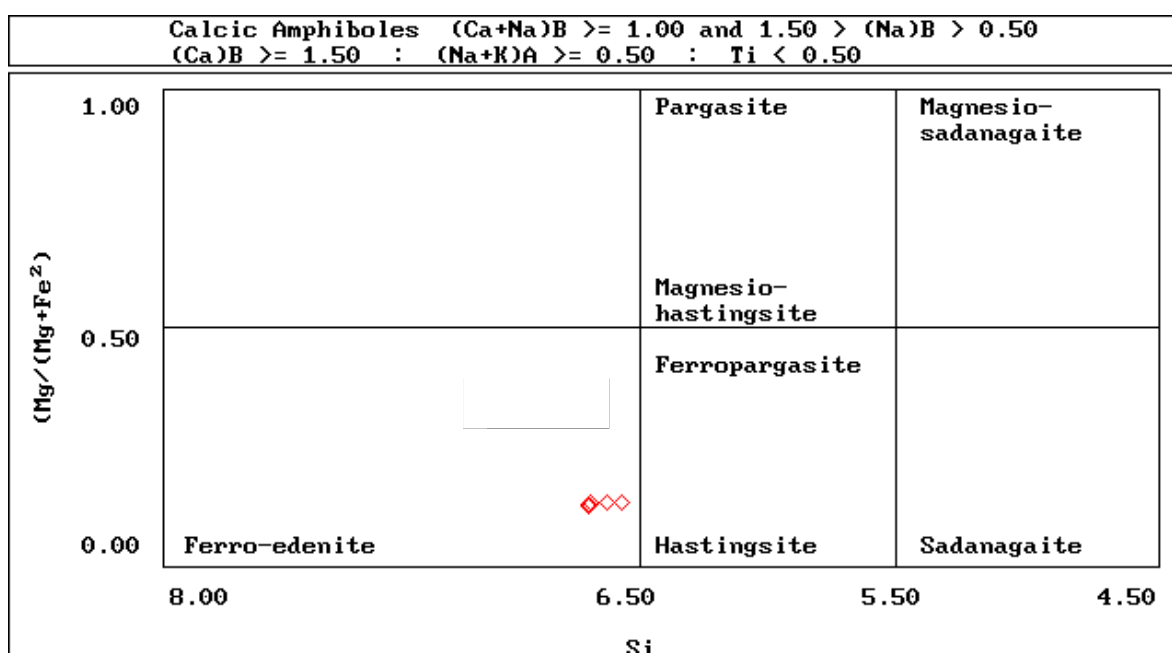 Calcic Amphiboles (Ca+Na)B >= 1.00 and 1.50 > (Na)B > 0.50
(Ca)B >= 1.50 : (Na+K)A >= 0.50 : Ti < 0.50
1.00
Pargasite
Magnesio-
sadanagaite
(Mg/(Mg+Fe²)
Magnesio-
hastingsite
0.50
Ferropargasite
0.00
Ferro-edenite
Hastingsite
Sadanagaite
8.00
6.50
5.50
4.50
Si